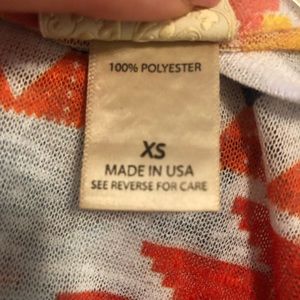 100% POLYESTER
XS
MADE IN USA
SEE REVERSE FOR CARE